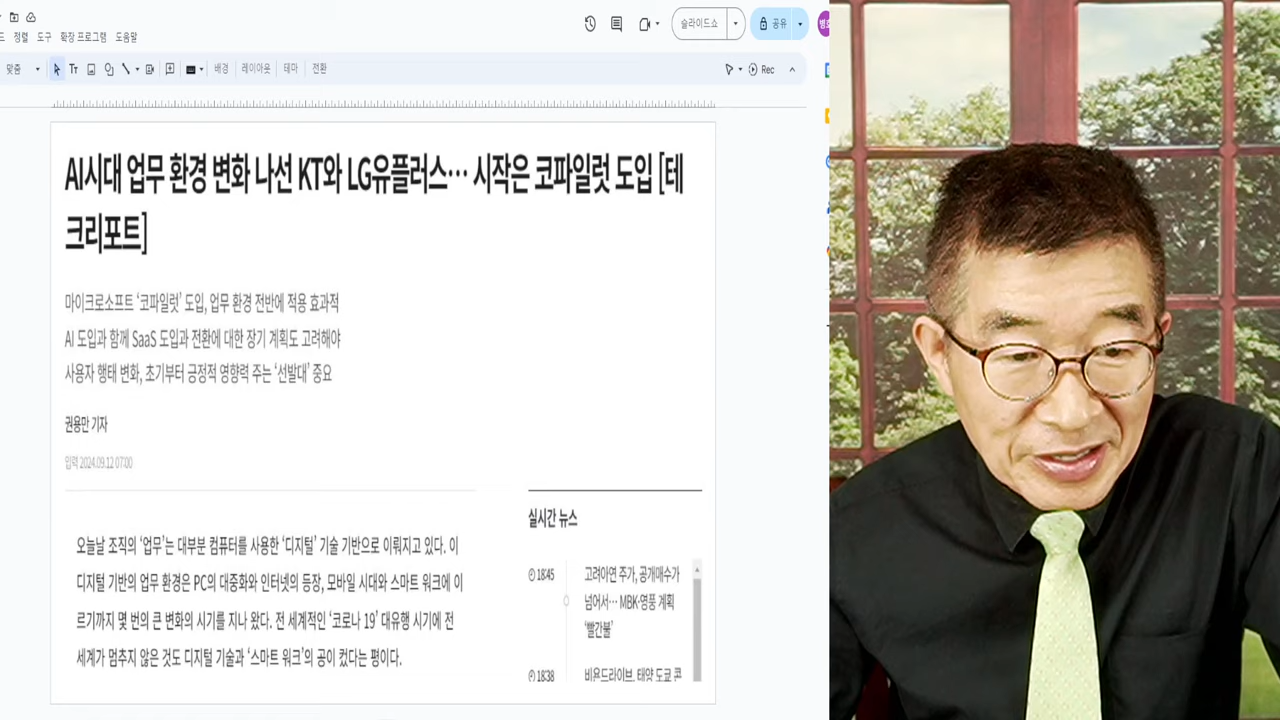 정렬 도구 확장 프로그램 도움말
슬라이드쇼
공유
맞춤
배경 레이아웃 테마 전환
Rec
AI시대 업무 환경 변화 나선 KT와 LG유플러스… 시작은 코파일럿 도입 [테
크리포트]
마이크로소프트 ‘코파일럿’ 도입, 업무 환경 전반에 적용 효과적
AI 도입과 함께 SaaS 도입과 전환에 대한 장기 계획도 고려해야
사용자 행태 변화, 초기부터 긍정적 영향력 주는 ‘선발대’ 중요
권용만 기자
입력 2024.09.12 07:00
오늘날 조직의 ‘업무’는 대부분 컴퓨터를 사용한 ‘디지털’ 기술 기반으로 이뤄지고 있다. 이
디지털 기반의 업무 환경은 PC의 대중화와 인터넷의 등장, 모바일 시대와 스마트 워크에 이
르기까지 몇 번의 큰 변화의 시기를 지나 왔다. 전 세계적인 ‘코로나 19’ 대유행 시기에 전
세계가 멈추지 않은 것도 디지털 기술과 ‘스마트 워크’의 공이 컸다는 평이다.
실시간 뉴스
18:45
고려아연 주가, 공개매수가
넘어서… MBK·영풍 계획
‘빨간불’
18:38
비욘드라이브, 태양 도쿄 콘